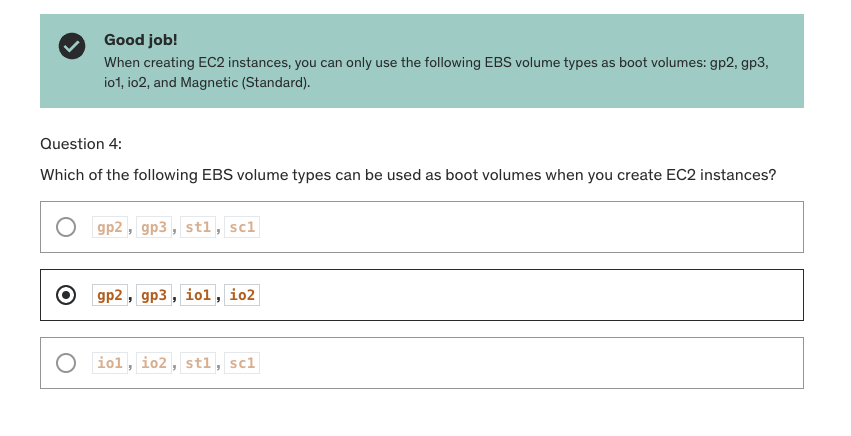 Good job!
When creating EC2 instances, you can only use the following EBS volume types as boot volumes: gp2, gp3,
io1, io2, and Magnetic (Standard).
Question 4:
Which of the following EBS volume types can be used as boot volumes when you create EC2 instances?
gp2, gp3, st1, sc1
gp2, gp3, io1, io2
io1, io2, st1, sc1